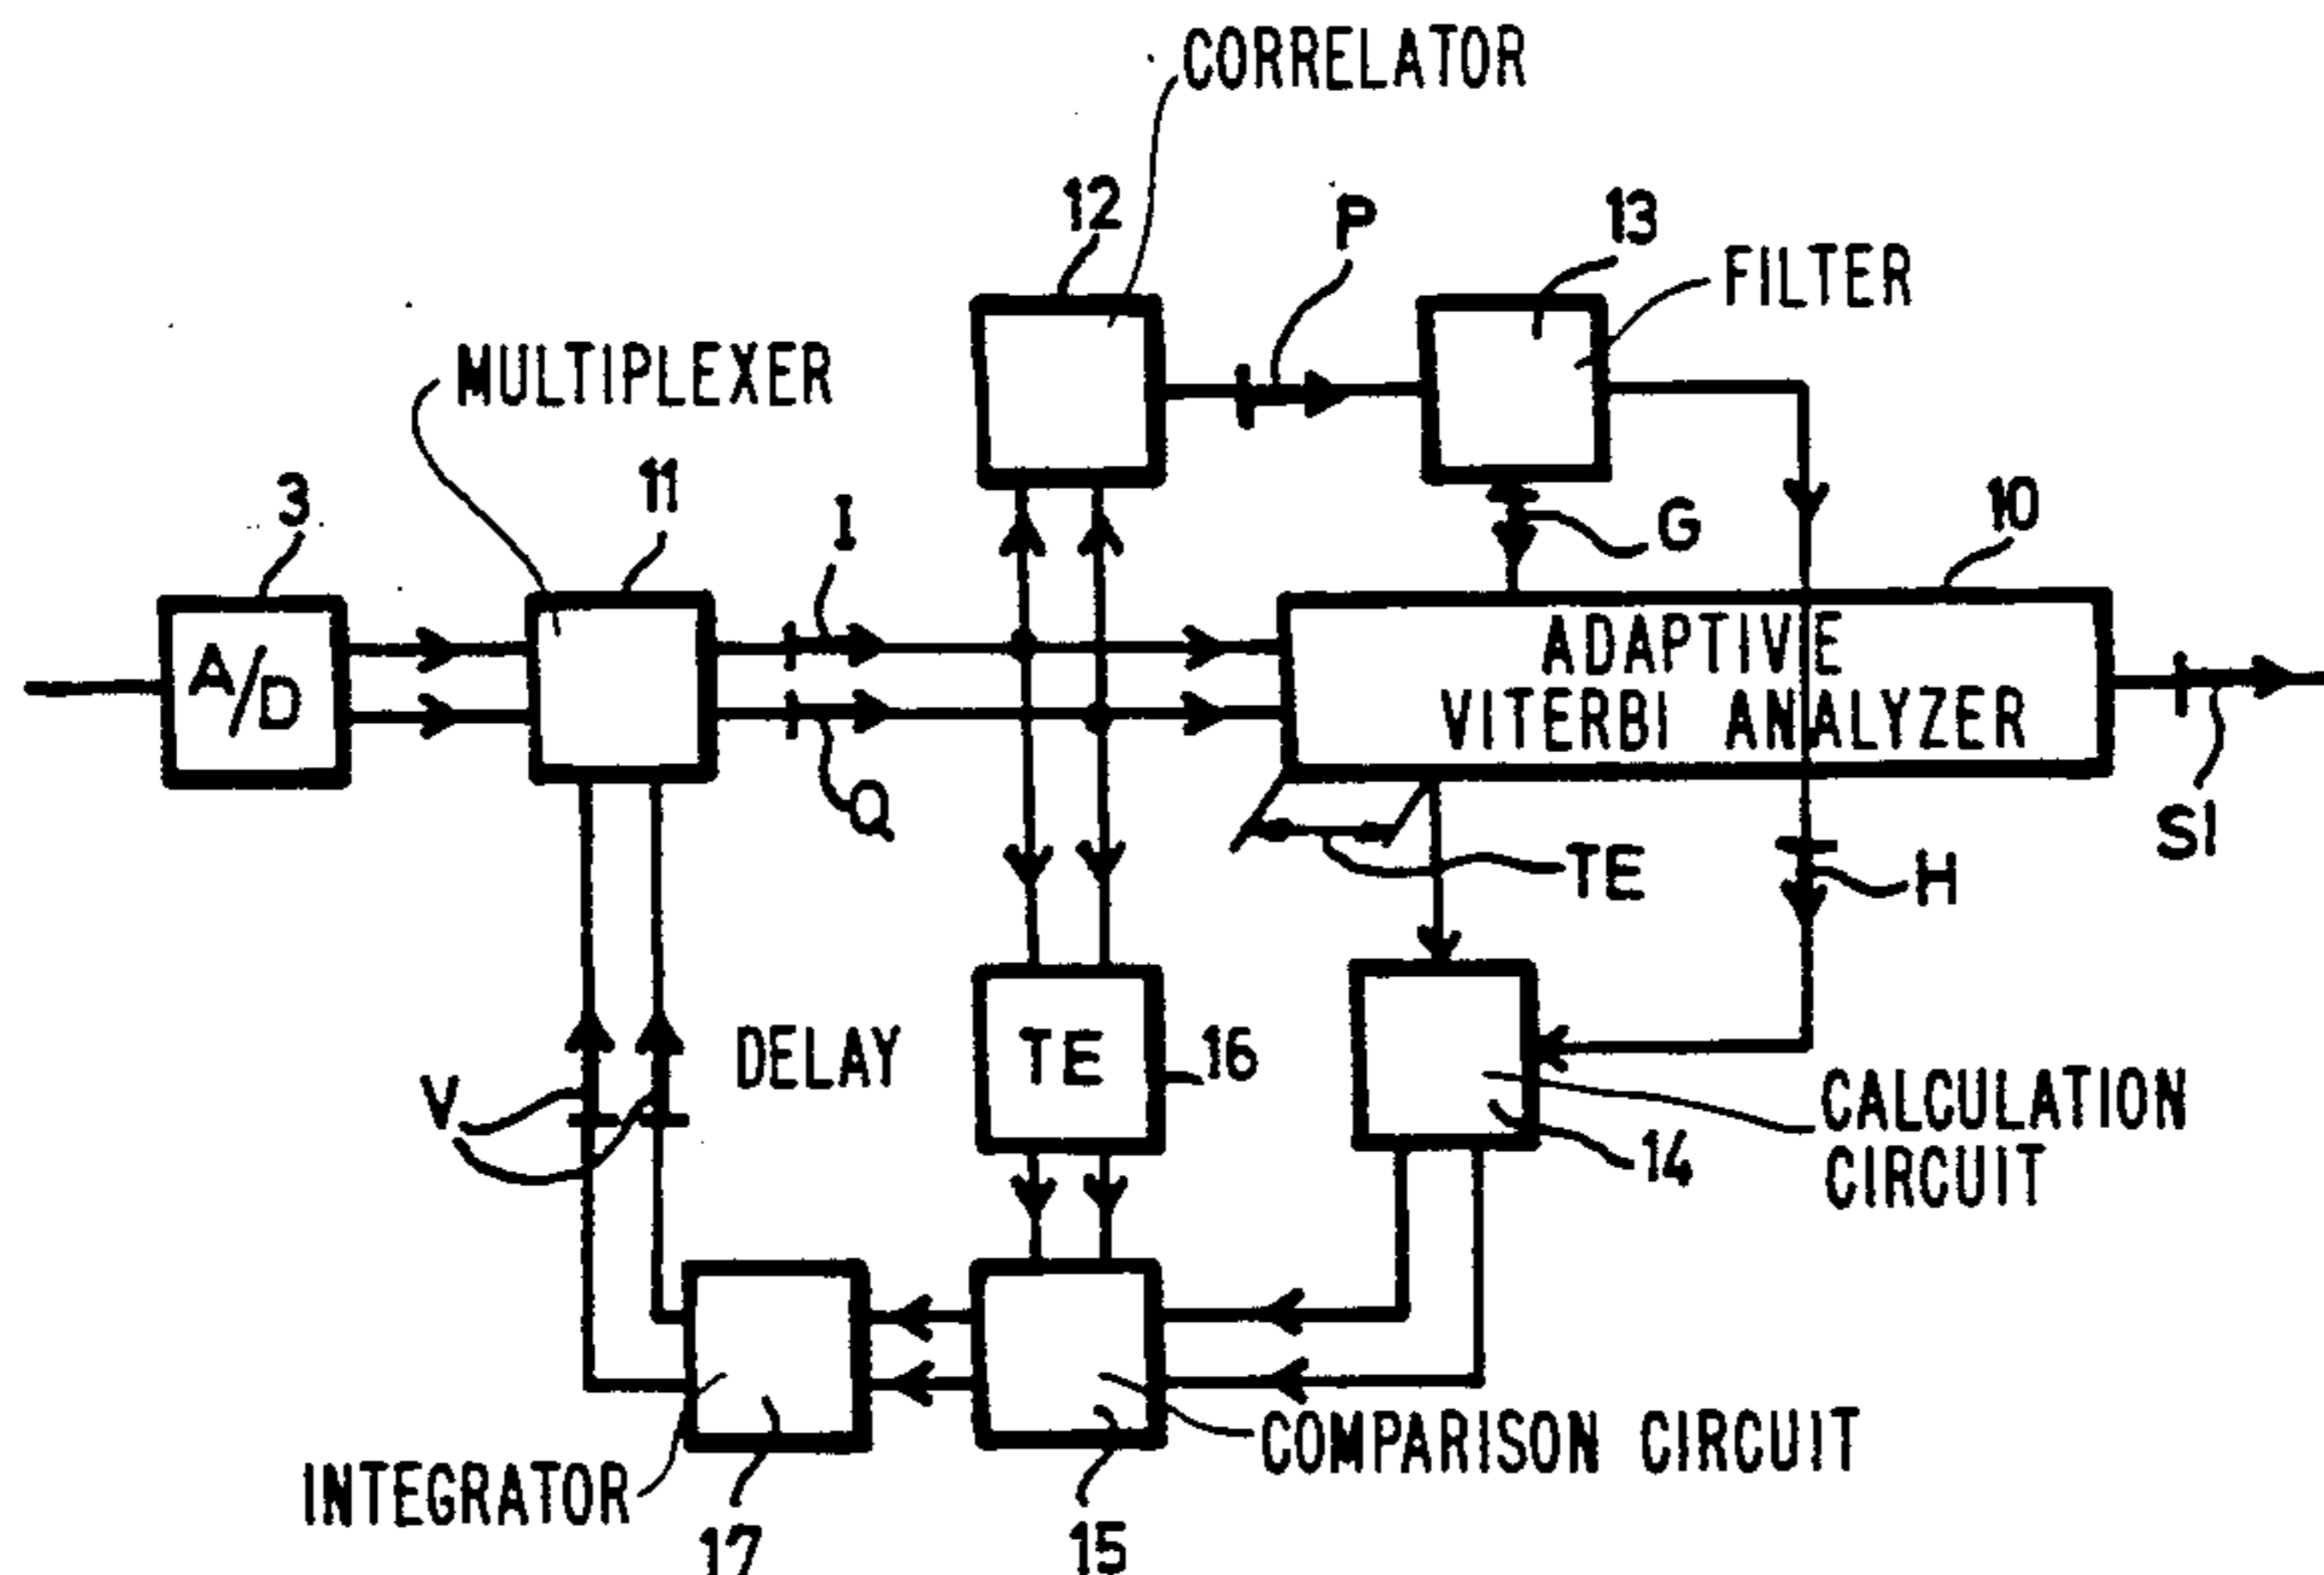 CORRELATOR
12
P
13
FILTER
MULTIPLEXER
3
11
I
G
10
A/D
ADAPTIVE
VITERBI ANALYZER
Q
TE
H
SI
V
DELAY
TE
16
CALCULATION
CIRCUIT
14
INTEGRATOR
COMPARISON CIRCUIT
17
15